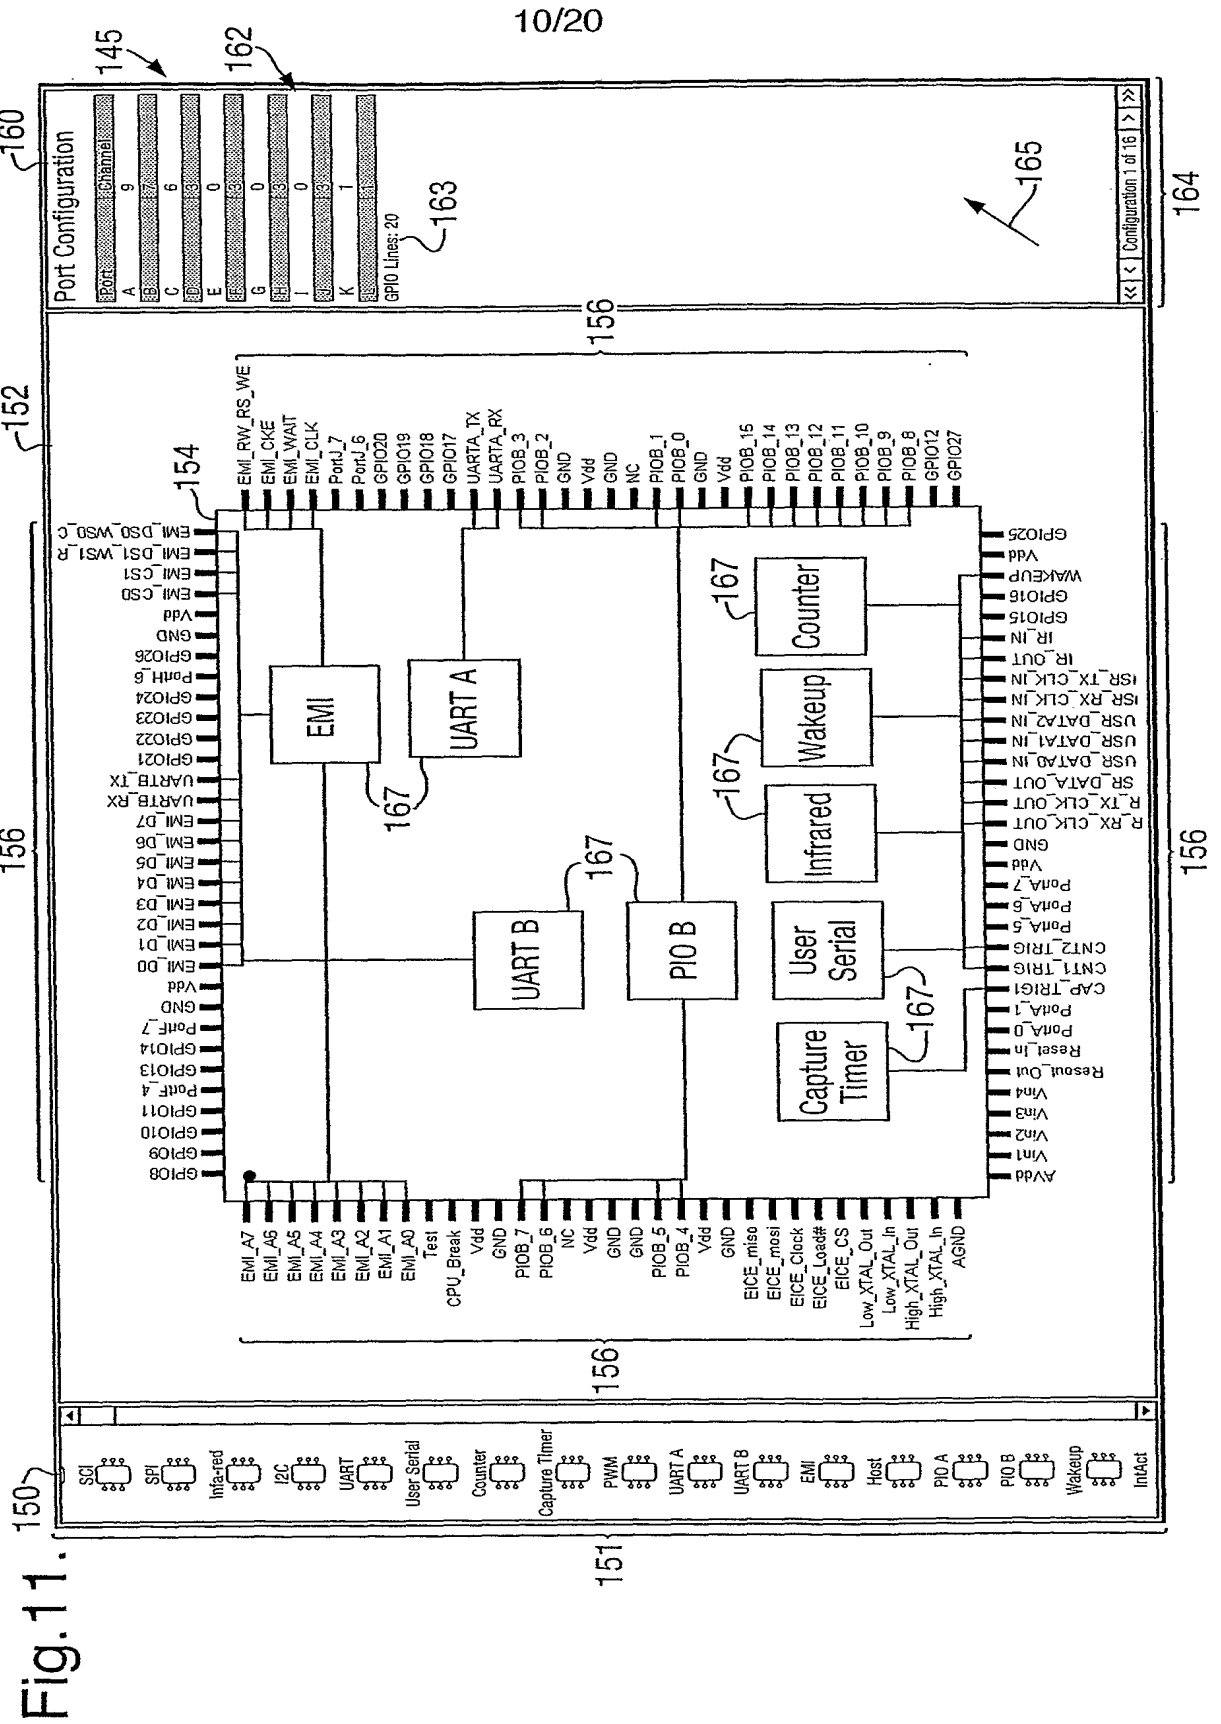 10/20
Fig.11.
150
151
SCI
SPI
Infra-red
I2C
UART
User Serial
Counter
Capture Timer
PWM
UART A
UART B
EMI
Host
PIO A
PIO B
Wakeup
IntAct
152
154
156
GPIO8
GPIO9
GPIO10
GPIO11
PortF_4
GPIO13
GPIO14
PortF_7
GND
Vdd
EMI_D0
EMI_D1
EMI_D2
EMI_D3
EMI_D4
EMI_D5
EMI_D6
EMI_D7
UARTB_RX
UARTB_TX
GPIO21
GPIO22
GPIO23
GPIO24
PortH_6
GPIO26
GND
Vdd
EMI_CS0
EMI_CS1
EMI_DS1_WS1_R
EMI_DS0_WS0_C
156
EMI_A7
EMI_A6
EMI_A5
EMI_A4
EMI_A3
EMI_A2
EMI_A1
EMI_A0
Test
CPU_Break
Vdd
GND
PIOB_7
PIOB_6
NC
Vdd
GND
GND
PIOB_5
PIOB_4
Vdd
GND
EICE_miso
EICE_mosi
EICE_Clock
EICE_Load#
EICE_CS
Low_XTAL_Out
Low_XTAL_In
High_XTAL_Out
High_XTAL_In
AGND
EMI
UART A
167
UART B
PIO B
167
Capture
Timer
167
User
Serial
Infrared
167
Wakeup
167
Counter
156
EMI_RW_RS_WE
EMI_CKE
EMI_WAIT
EMI_CLK
PortJ_7
PortJ_6
GPIO20
GPIO19
GPIO18
GPIO17
UARTA_TX
UARTA_RX
PIOB_3
PIOB_2
GND
Vdd
GND
NC
PIOB_1
PIOB_0
GND
Vdd
PIOB_15
PIOB_14
PIOB_13
PIOB_12
PIOB_11
PIOB_10
PIOB_9
PIOB_8
GPIO12
GPIO27
AVdd
Vin1
Vin2
Vin3
Vin4
Resout_Out
Reset_In
PortA_0
PortA_1
CAP_TRIG1
CNT1_TRIG
CNT2_TRIG
PortA_5
PortA_6
PortA_7
Vdd
GND
R_RX_CLK_OUT
R_TX_CLK_OUT
SR_DATA_OUT
USR_DATA0_IN
USR_DATA1_IN
USR_DATA2_IN
ISR_RX_CLK_IN
ISR_TX_CLK_IN
IR_OUT
IR_IN
GPIO15
GPIO16
WAKEUP
Vdd
GPIO25
156
160
145
162
Port Configuration
Port Channel
A 9
B 7
C 6
D 3
E 0
F 3
G 0
H 3
I 0
J 3
K 1
L 1
GPIO Lines: 20
163
165
<< < Configuration 1 of 16 > >>
164